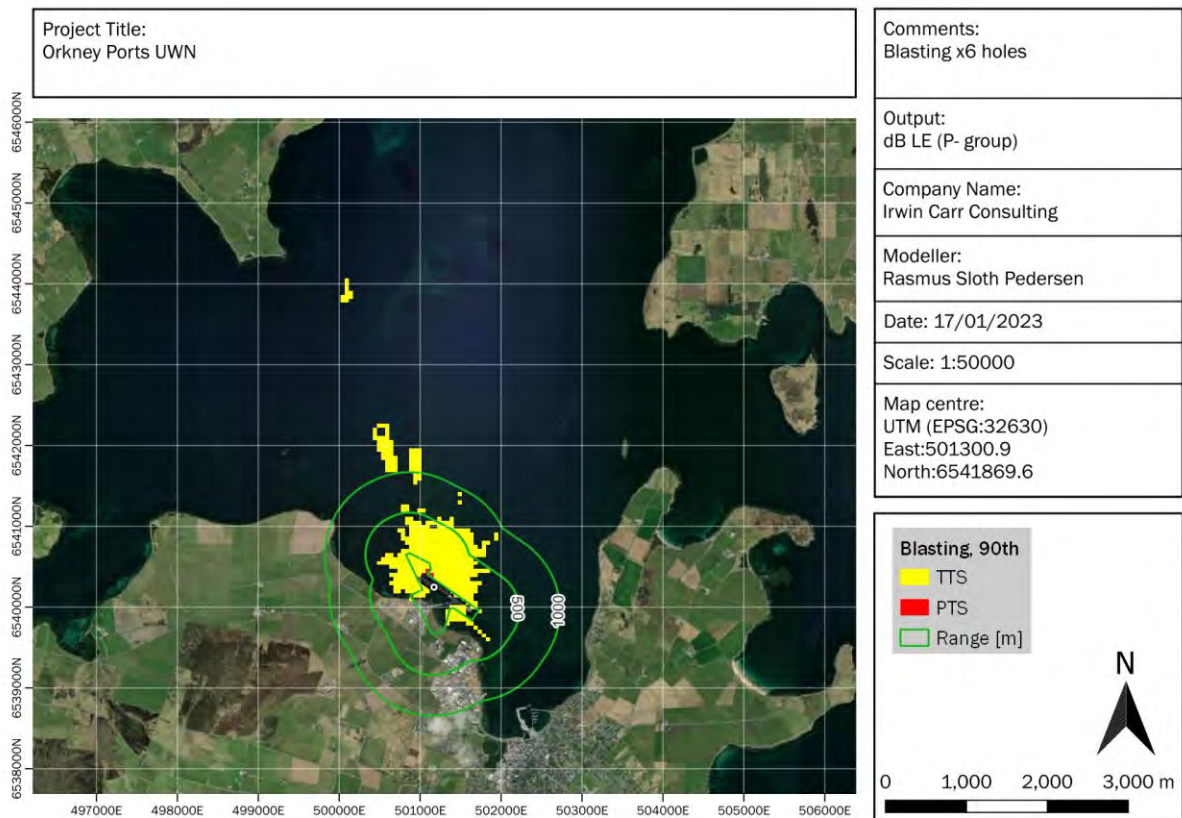 Project Title:
Orkney Ports UWN
Comments:
Blasting x6 holes
Output:
dB LE (P- group)
Company Name:
Irwin Carr Consulting
Modeller:
Rasmus Sloth Pedersen
Date: 17/01/2023
Scale: 1:50000
Map centre:
UTM (EPSG:32630)
East:501300.9
North:6541869.6
6546000N
6545000N
6544000N
6543000N
6542000N
6541000N
6540000N
6539000N
6538000N
500
1000
497000E
498000E
499000E
500000E
501000E
502000E
503000E
504000E
505000E
506000E
Blasting, 90th
TTS
PTS
Range [m]
N
0
1,000
2,000
3,000 m